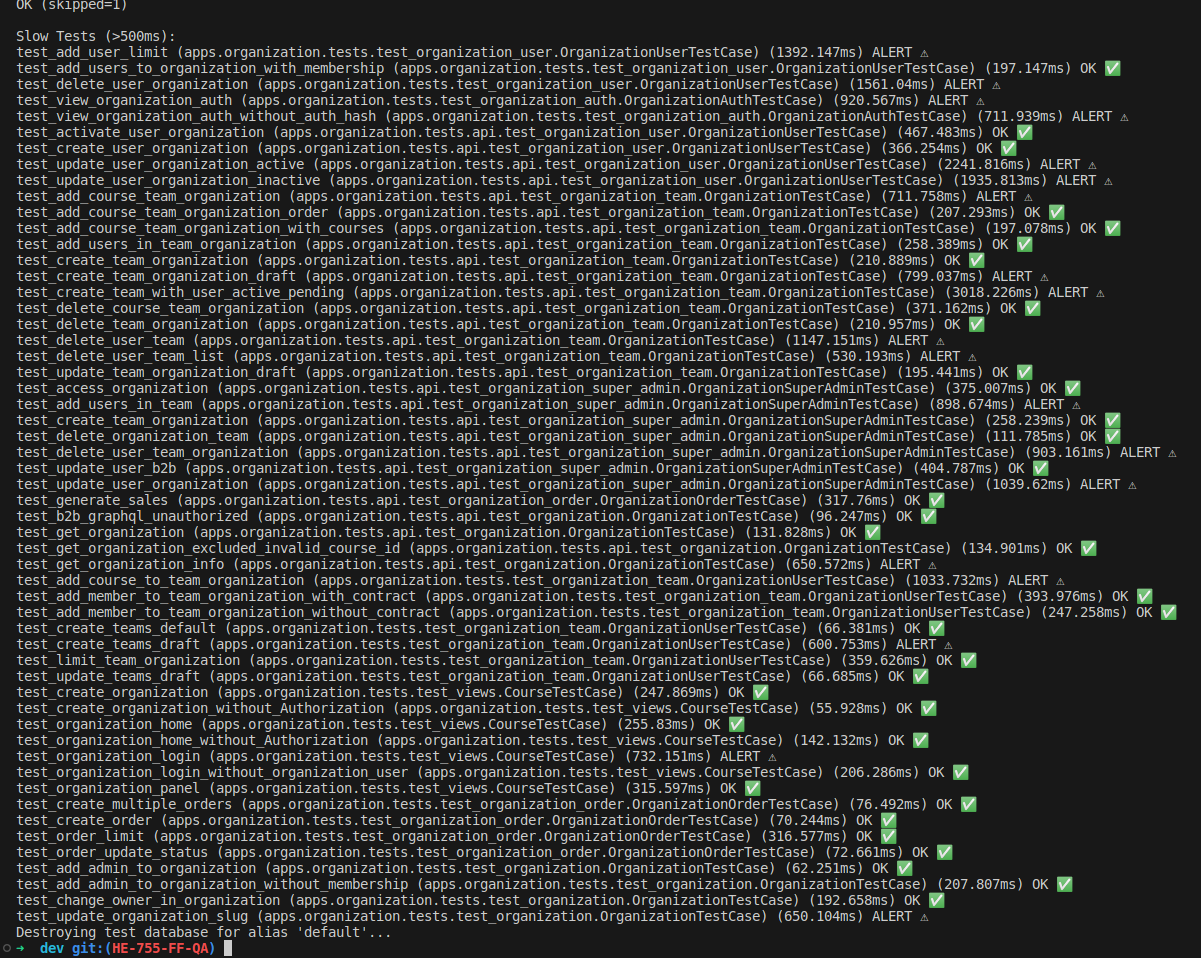 OK (skipped=1)
Slow Tests (>500ms):
test_add_user_limit (apps.organization.tests.test_organization_user.OrganizationUserTestCase) (1392.147ms) ALERT ⚠
test_add_users_to_organization_with_membership (apps.organization.tests.test_organization_user.OrganizationUserTestCase) (197.147ms) OK ✅
test_delete_user_organization (apps.organization.tests.test_organization_user.OrganizationUserTestCase) (1561.04ms) ALERT ⚠
test_view_organization_auth (apps.organization.tests.test_organization_auth.OrganizationAuthTestCase) (920.567ms) ALERT ⚠
test_view_organization_auth_without_auth_hash (apps.organization.tests.test_organization_auth.OrganizationAuthTestCase) (711.939ms) ALERT ⚠
test_activate_user_organization (apps.organization.tests.api.test_organization_user.OrganizationUserTestCase) (467.483ms) OK ✅
test_create_user_organization (apps.organization.tests.api.test_organization_user.OrganizationUserTestCase) (366.254ms) OK ✅
test_update_user_organization_active (apps.organization.tests.api.test_organization_user.OrganizationUserTestCase) (2241.816ms) ALERT ⚠
test_update_user_organization_inactive (apps.organization.tests.api.test_organization_user.OrganizationUserTestCase) (1935.813ms) ALERT ⚠
test_add_course_team_organization (apps.organization.tests.api.test_organization_team.OrganizationTestCase) (711.758ms) ALERT ⚠
test_add_course_team_organization_order (apps.organization.tests.api.test_organization_team.OrganizationTestCase) (207.293ms) OK ✅
test_add_course_team_organization_with_courses (apps.organization.tests.api.test_organization_team.OrganizationTestCase) (197.078ms) OK ✅
test_add_users_in_team_organization (apps.organization.tests.api.test_organization_team.OrganizationTestCase) (258.389ms) OK ✅
test_create_team_organization (apps.organization.tests.api.test_organization_team.OrganizationTestCase) (210.889ms) OK ✅
test_create_team_organization_draft (apps.organization.tests.api.test_organization_team.OrganizationTestCase) (799.037ms) ALERT ⚠
test_create_team_with_user_active_pending (apps.organization.tests.api.test_organization_team.OrganizationTestCase) (3018.226ms) ALERT ⚠
test_delete_course_team_organization (apps.organization.tests.api.test_organization_team.OrganizationTestCase) (371.162ms) OK ✅
test_delete_team_organization (apps.organization.tests.api.test_organization_team.OrganizationTestCase) (210.957ms) OK ✅
test_delete_user_team (apps.organization.tests.api.test_organization_team.OrganizationTestCase) (1147.151ms) ALERT ⚠
test_delete_user_team_list (apps.organization.tests.api.test_organization_team.OrganizationTestCase) (530.193ms) ALERT ⚠
test_update_team_organization_draft (apps.organization.tests.api.test_organization_team.OrganizationTestCase) (195.441ms) OK ✅
test_access_organization (apps.organization.tests.api.test_organization_super_admin.OrganizationSuperAdminTestCase) (375.007ms) OK ✅
test_add_users_in_team (apps.organization.tests.api.test_organization_super_admin.OrganizationSuperAdminTestCase) (898.674ms) ALERT ⚠
test_create_team_organization (apps.organization.tests.api.test_organization_super_admin.OrganizationSuperAdminTestCase) (258.239ms) OK ✅
test_delete_organization_team (apps.organization.tests.api.test_organization_super_admin.OrganizationSuperAdminTestCase) (111.785ms) OK ✅
test_delete_user_team_organization (apps.organization.tests.api.test_organization_super_admin.OrganizationSuperAdminTestCase) (903.161ms) ALERT ⚠
test_update_user_b2b (apps.organization.tests.api.test_organization_super_admin.OrganizationSuperAdminTestCase) (404.787ms) OK ✅
test_update_user_organization (apps.organization.tests.api.test_organization_super_admin.OrganizationSuperAdminTestCase) (1039.62ms) ALERT ⚠
test_generate_sales (apps.organization.tests.api.test_organization_order.OrganizationOrderTestCase) (317.76ms) OK ✅
test_b2b_graphql_unauthorized (apps.organization.tests.api.test_organization.OrganizationTestCase) (96.247ms) OK ✅
test_get_organization (apps.organization.tests.api.test_organization.OrganizationTestCase) (131.828ms) OK ✅
test_get_organization_excluded_invalid_course_id (apps.organization.tests.api.test_organization.OrganizationTestCase) (134.901ms) OK ✅
test_get_organization_info (apps.organization.tests.api.test_organization.OrganizationTestCase) (650.572ms) ALERT ⚠
test_add_course_to_team_organization (apps.organization.tests.test_organization_team.OrganizationUserTestCase) (1033.732ms) ALERT ⚠
test_add_member_to_team_organization_with_contract (apps.organization.tests.test_organization_team.OrganizationUserTestCase) (393.976ms) OK ✅
test_add_member_to_team_organization_without_contract (apps.organization.tests.test_organization_team.OrganizationUserTestCase) (247.258ms) OK ✅
test_create_teams_default (apps.organization.tests.test_organization_team.OrganizationUserTestCase) (66.381ms) OK ✅
test_create_teams_draft (apps.organization.tests.test_organization_team.OrganizationUserTestCase) (600.753ms) ALERT ⚠
test_limit_team_organization (apps.organization.tests.test_organization_team.OrganizationUserTestCase) (359.626ms) OK ✅
test_update_teams_draft (apps.organization.tests.test_organization_team.OrganizationUserTestCase) (66.685ms) OK ✅
test_create_organization (apps.organization.tests.test_views.CourseTestCase) (247.869ms) OK ✅
test_create_organization_without_Authorization (apps.organization.tests.test_views.CourseTestCase) (55.928ms) OK ✅
test_organization_home (apps.organization.tests.test_views.CourseTestCase) (255.83ms) OK ✅
test_organization_home_without_Authorization (apps.organization.tests.test_views.CourseTestCase) (142.132ms) OK ✅
test_organization_login (apps.organization.tests.test_views.CourseTestCase) (732.151ms) ALERT ⚠
test_organization_login_without_organization_user (apps.organization.tests.test_views.CourseTestCase) (206.286ms) OK ✅
test_organization_panel (apps.organization.tests.test_views.CourseTestCase) (315.597ms) OK ✅
test_create_multiple_orders (apps.organization.tests.test_organization_order.OrganizationOrderTestCase) (76.492ms) OK ✅
test_create_order (apps.organization.tests.test_organization_order.OrganizationOrderTestCase) (70.244ms) OK ✅
test_order_limit (apps.organization.tests.test_organization_order.OrganizationOrderTestCase) (316.577ms) OK ✅
test_order_update_status (apps.organization.tests.test_organization_order.OrganizationOrderTestCase) (72.661ms) OK ✅
test_add_admin_to_organization (apps.organization.tests.test_organization.OrganizationTestCase) (62.251ms) OK ✅
test_add_admin_to_organization_without_membership (apps.organization.tests.test_organization.OrganizationTestCase) (207.807ms) OK ✅
test_change_owner_in_organization (apps.organization.tests.test_organization.OrganizationTestCase) (192.658ms) OK ✅
test_update_organization_slug (apps.organization.tests.test_organization.OrganizationTestCase) (650.104ms) ALERT ⚠
Destroying test database for alias 'default'...
○ → dev git:(HE-755-FF-QA)